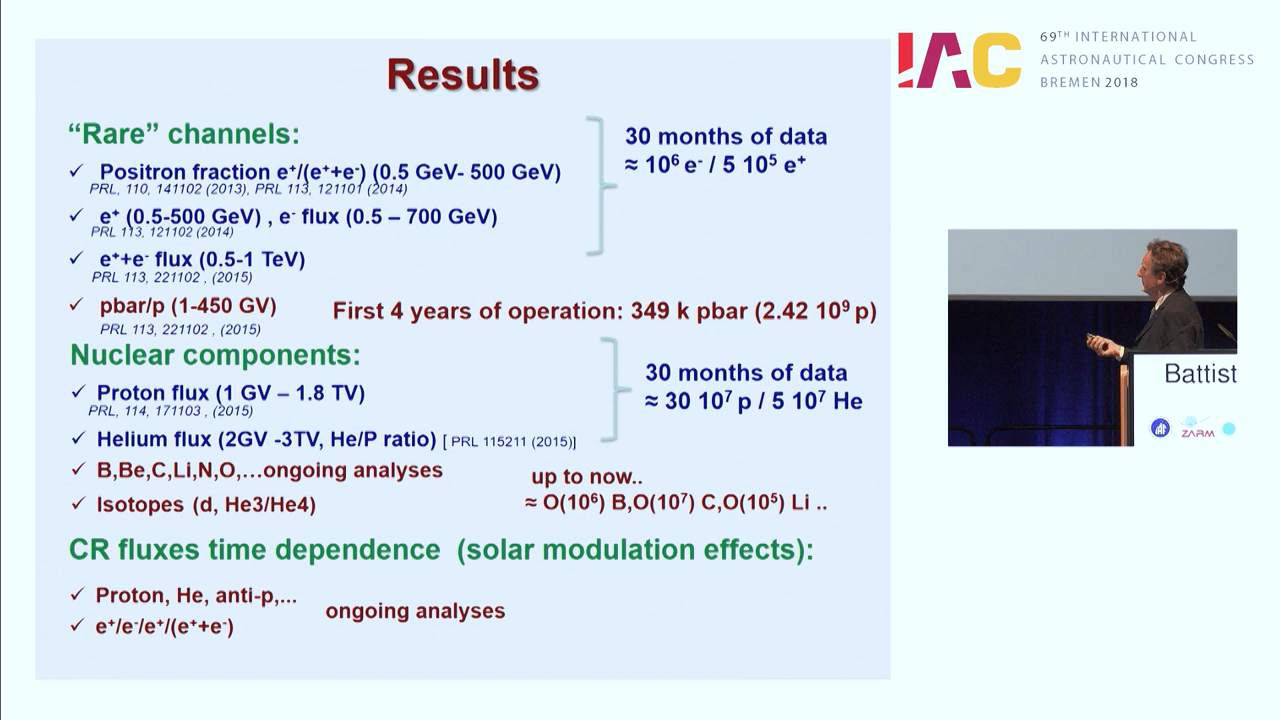 Results
“Rare” channels:
✓ Positron fraction e⁺/(e⁺+e⁻) (0.5 GeV- 500 GeV)
PRL, 110, 141102 (2013), PRL 113, 121101 (2014)
✓ e⁺ (0.5-500 GeV) , e⁻ flux (0.5 – 700 GeV)
PRL 113, 121102 (2014)
✓ e⁺+e⁻ flux (0.5-1 TeV)
PRL 113, 221102 , (2015)
30 months of data
≈ 10⁶ e⁻ / 5 10⁵ e⁺
✓ pbar/p (1-450 GV)
First 4 years of operation: 349 k pbar (2.42 10⁹ p)
PRL 113, 221102 , (2015)
Nuclear components:
✓ Proton flux (1 GV – 1.8 TV)
PRL, 114, 171103 , (2015)
✓ Helium flux (2GV -3TV, He/P ratio) [ PRL 115211 (2015)]
30 months of data
≈ 30 10⁷ p / 5 10⁷ He
✓ B,Be,C,Li,N,O,…ongoing analyses
✓ Isotopes (d, He3/He4)
up to now..
≈ O(10⁶) B,O(10⁷) C,O(10⁵) Li ..
CR fluxes time dependence (solar modulation effects):
✓ Proton, He, anti-p,...
✓ e⁺/e⁻/e⁺/(e⁺+e⁻)
ongoing analyses
IAC
69TH INTERNATIONAL
ASTRONAUTICAL CONGRESS
BREMEN 2018
Battist
IAF ZARM